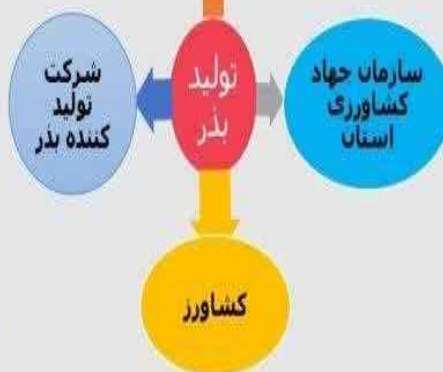 سازمان جهاد
کشاورزی
استان
تولید
بذر
شرکت
تولید
کننده بذر
کشاورز